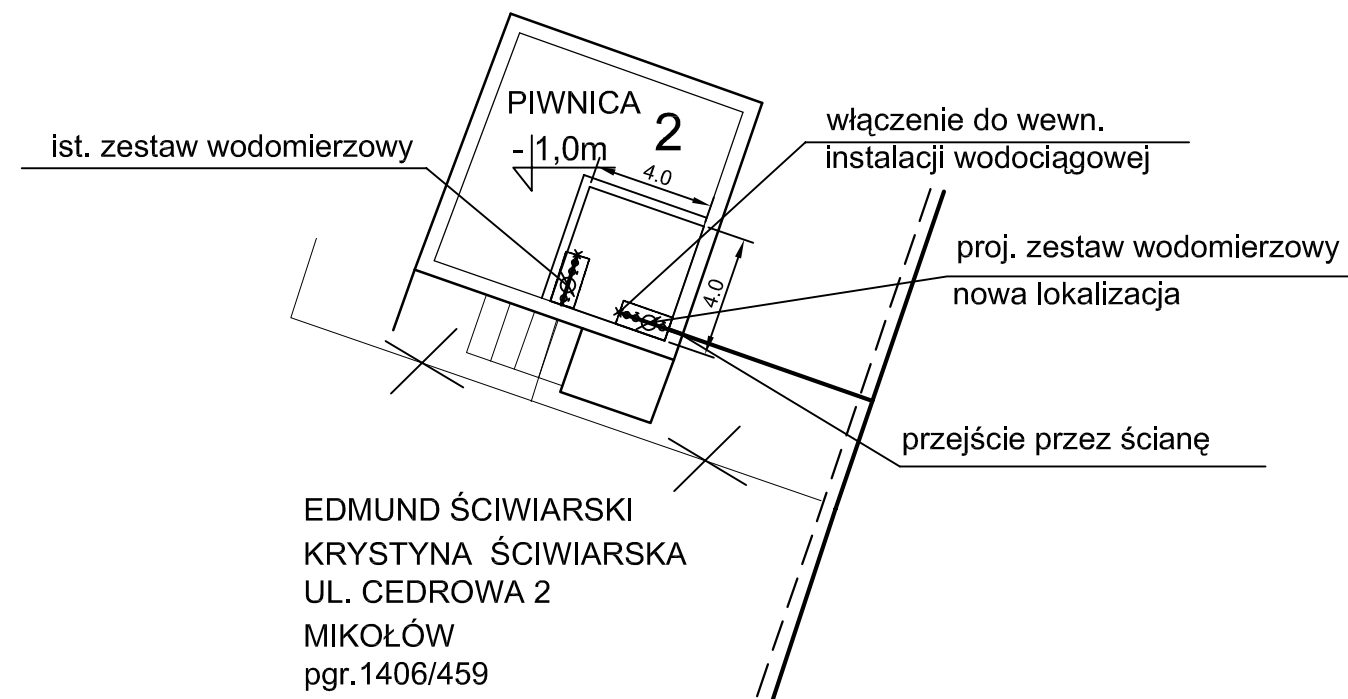 PIWNICA
2
- 1,0m
4.0
4.0
ist. zestaw wodomierzowy
włączenie do wewn.
instalacji wodociągowej
proj. zestaw wodomierzowy
nowa lokalizacja
przejście przez ścianę
EDMUND ŚCIWIARSKI
KRYSTYNA ŚCIWIARSKA
UL. CEDROWA 2
MIKOŁÓW
pgr.1406/459